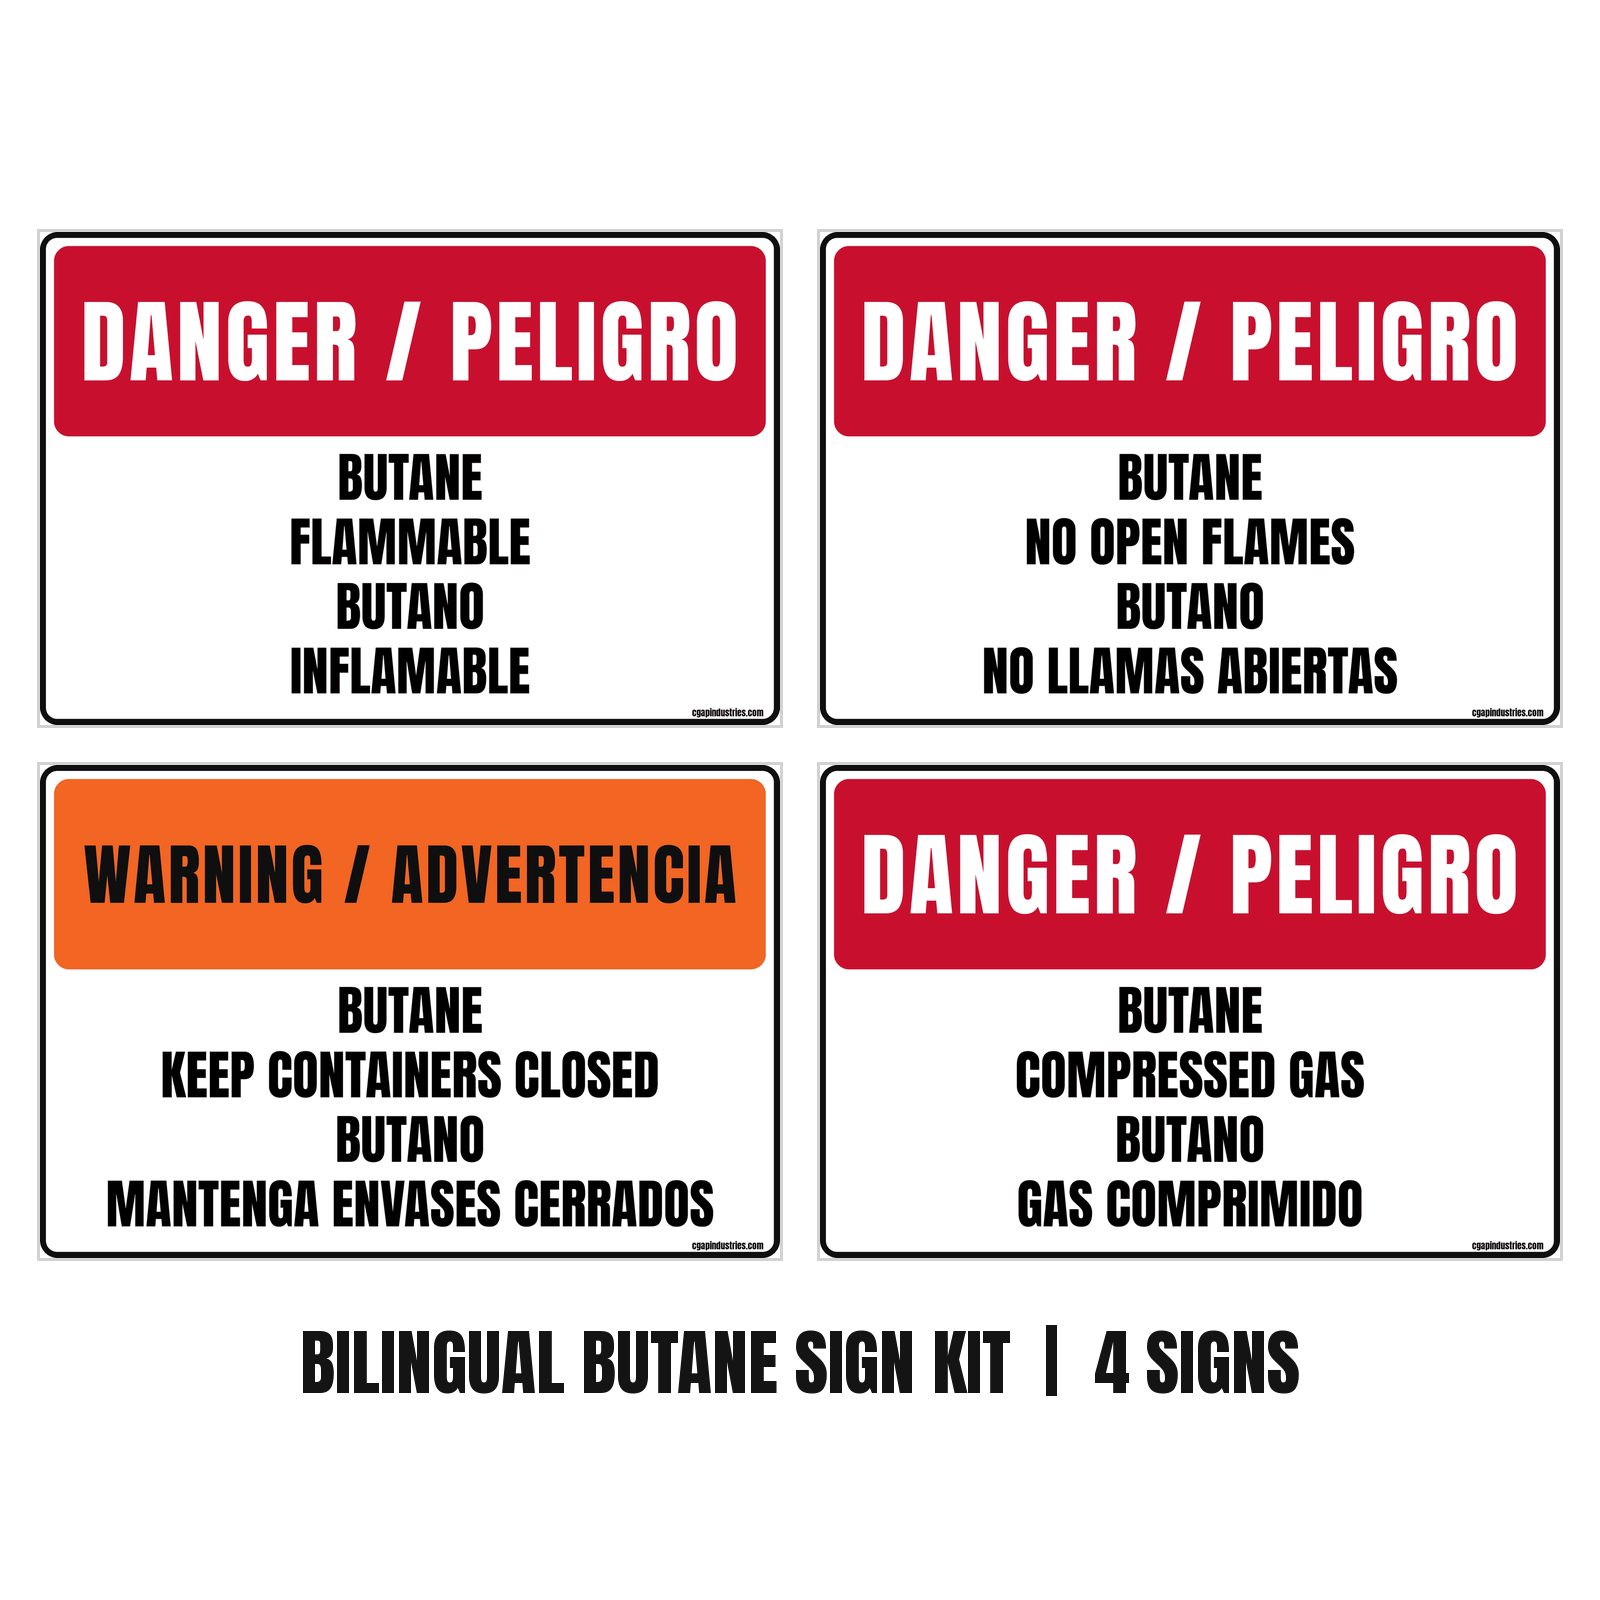 DANGER / PELIGRO
BUTANE
FLAMMABLE
BUTANO
INFLAMABLE
cgapindustries.com
DANGER / PELIGRO
BUTANE
NO OPEN FLAMES
BUTANO
NO LLAMAS ABIERTAS
cgapindustries.com
WARNING / ADVERTENCIA
BUTANE
KEEP CONTAINERS CLOSED
BUTANO
MANTENGA ENVASES CERRADOS
cgapindustries.com
DANGER / PELIGRO
BUTANE
COMPRESSED GAS
BUTANO
GAS COMPRIMIDO
cgapindustries.com
BILINGUAL BUTANE SIGN KIT | 4 SIGNS